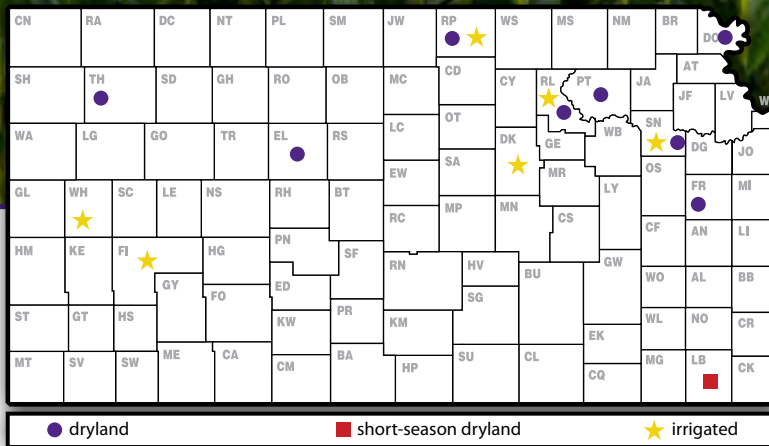 CN RA DC NT PL SM JW RP WS MS NM BR DO
SH TH SD GH RO OB MC CD CY RL PT JA AT JF LV W
WA LG GO TR EL RS LC OT DK GE WB SN DG JO
GL WH SC LE NS RH BT EW SA MR LY OS FR MI
RC MP MN CS
HM KE FI HG PN SF RN HV BU GW CF AN LI
GY FO ED SG WO AL BB
ST GT HS KW PR KM EK WL NO CR
MT SV SW ME CA CM BA HP SU CL CQ MG LB CK
dryland short-season dryland irrigated